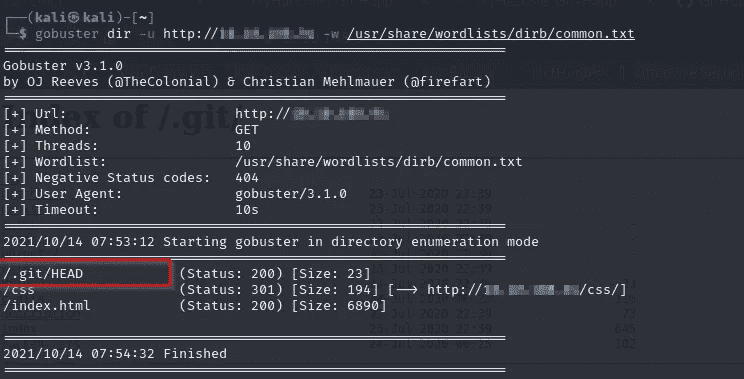 ┌──(kali㉿kali)-[~]
└─$ gobuster dir -u http:// -w /usr/share/wordlists/dirb/common.txt
===============================================================
Gobuster v3.1.0
by OJ Reeves (@TheColonial) & Christian Mehlmauer (@firefart)
===============================================================
[+] Url: http://
[+] Method: GET
[+] Threads: 10
[+] Wordlist: /usr/share/wordlists/dirb/common.txt
[+] Negative Status codes: 404
[+] User Agent: gobuster/3.1.0
[+] Timeout: 10s
===============================================================
2021/10/14 07:53:12 Starting gobuster in directory enumeration mode
===============================================================
/.git/HEAD (Status: 200) [Size: 23]
/css (Status: 301) [Size: 194] [--> http:///css/]
/index.html (Status: 200) [Size: 6890]
===============================================================
2021/10/14 07:54:32 Finished
===============================================================
Index of /.git/